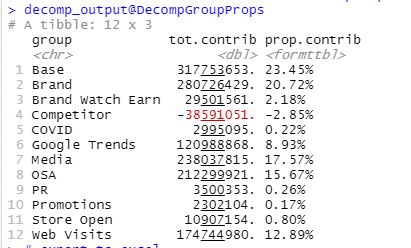 > decomp_output@DecompGroupProps
# A tibble: 12 x 3
group tot.contrib prop.contrib
<chr> <dbl> <formttbl>
1 Base 317753653. 23.45%
2 Brand 280726429. 20.72%
3 Brand Watch Earn 29501561. 2.18%
4 Competitor -38591051. -2.85%
5 COVID 2995095. 0.22%
6 Google Trends 120988868. 8.93%
7 Media 238037815. 17.57%
8 OSA 212299921. 15.67%
9 PR 3500353. 0.26%
10 Promotions 2302104. 0.17%
11 Store Open 10907154. 0.80%
12 Web Visits 174744980. 12.89%